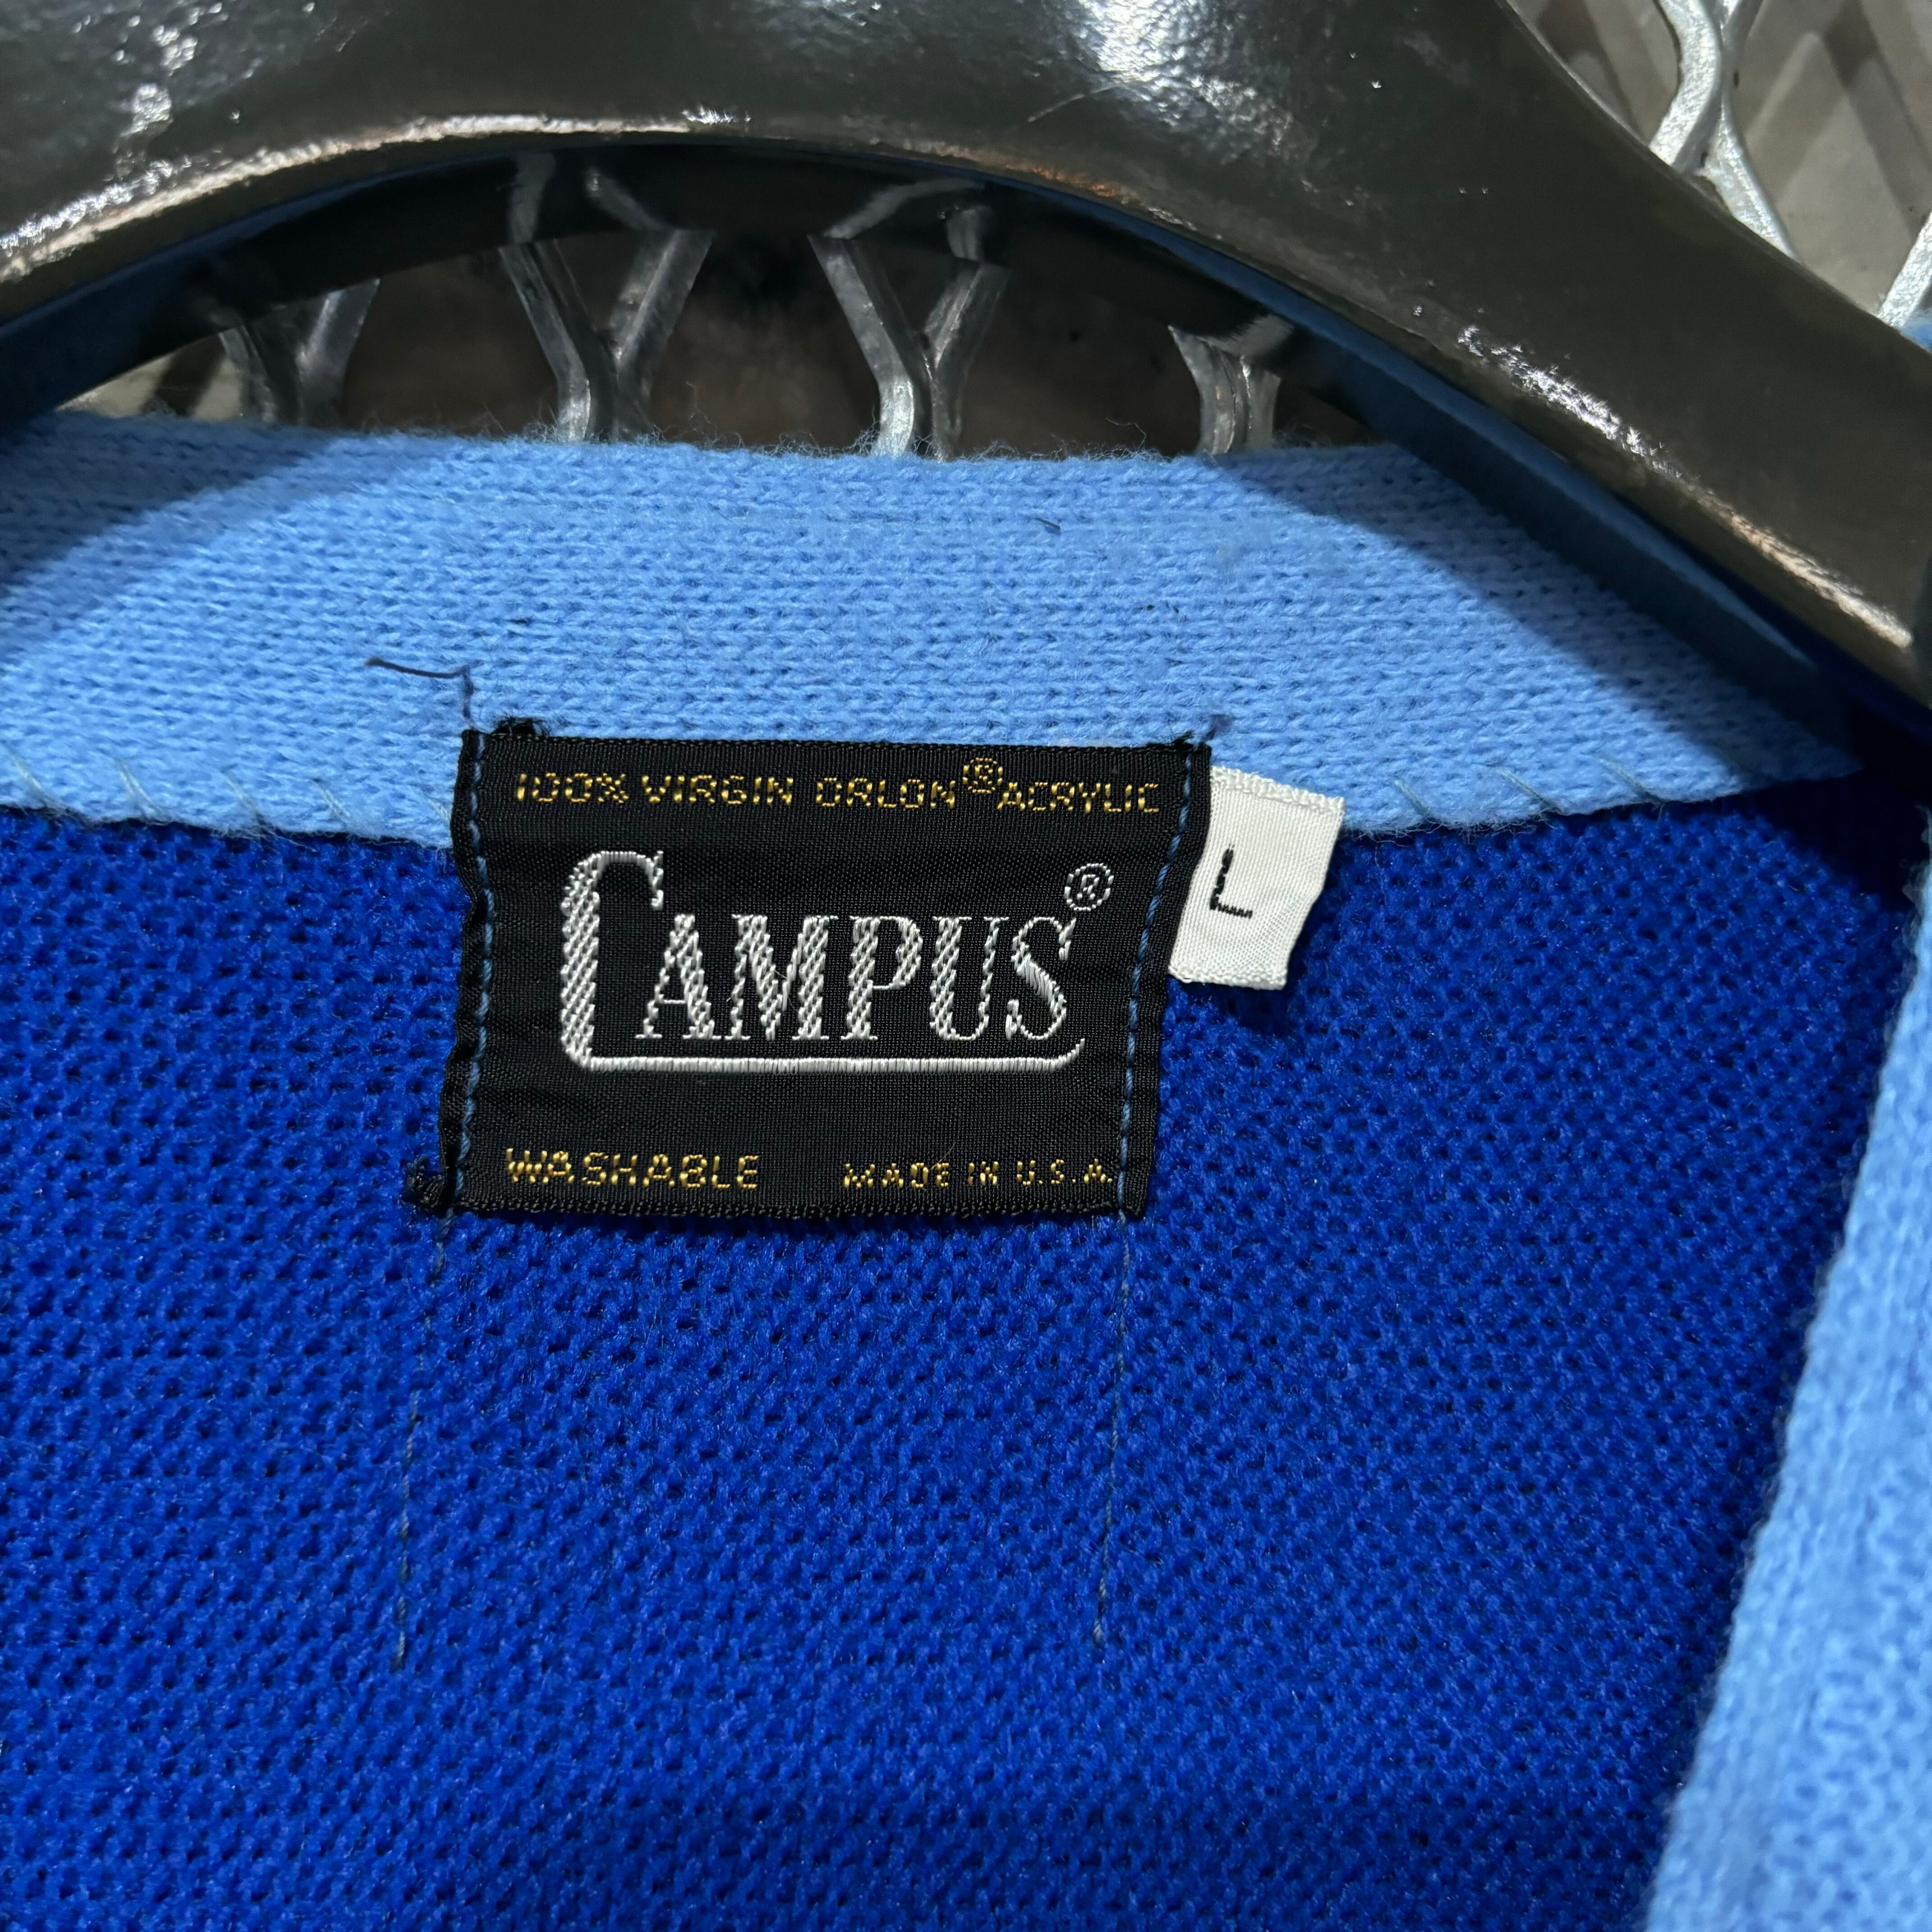 100% VIRGIN ORLON® ACRYLIC
CAMPUS®
L
WASHABLE MADE IN U.S.A.